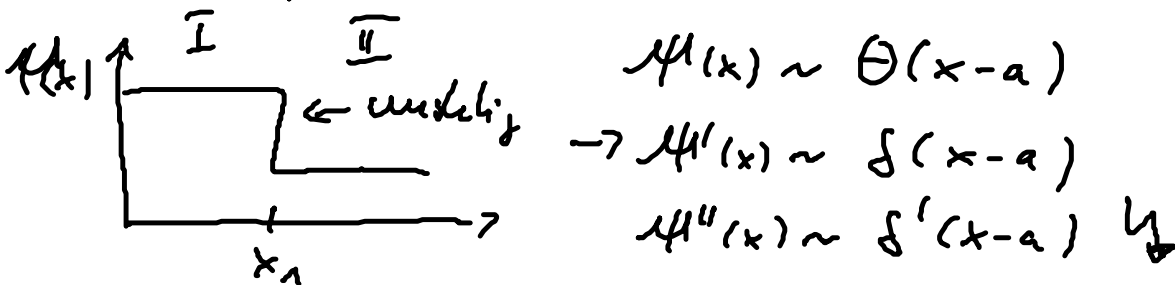 I II
ψ(x)
← unstetig
x₁
ψ(x) ~ Θ(x-a)
→ ψ'(x) ~ δ(x-a)
ψ''(x) ~ δ'(x-a) ↯